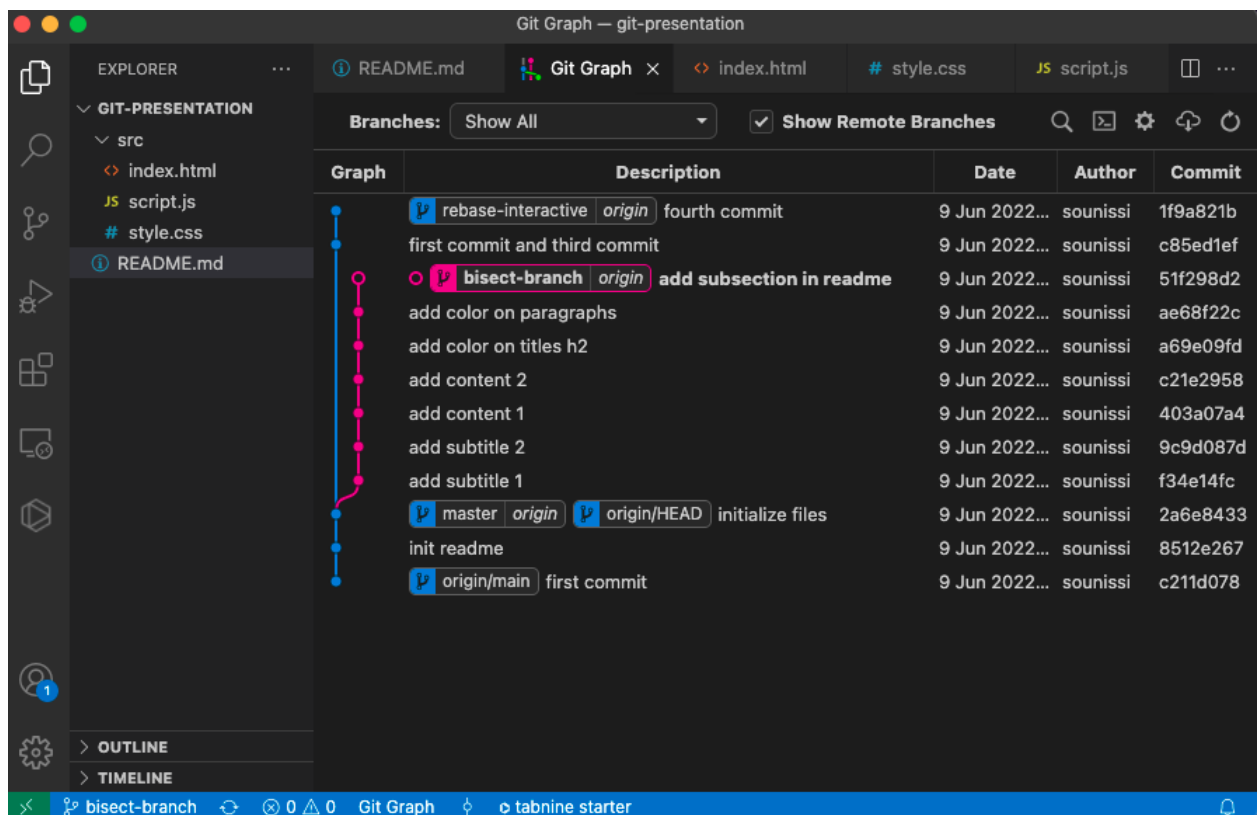 Git Graph — git-presentation
EXPLORER ···
README.md Git Graph × index.html # style.css JS script.js ···
GIT-PRESENTATION
src
index.html
JS script.js
# style.css
README.md
Branches: Show All Show Remote Branches
Graph Description Date Author Commit
rebase-interactive origin fourth commit 9 Jun 2022... sounissi 1f9a821b
first commit and third commit 9 Jun 2022... sounissi c85ed1ef
bisect-branch origin add subsection in readme 9 Jun 2022... sounissi 51f298d2
add color on paragraphs 9 Jun 2022... sounissi ae68f22c
add color on titles h2 9 Jun 2022... sounissi a69e09fd
add content 2 9 Jun 2022... sounissi c21e2958
add content 1 9 Jun 2022... sounissi 403a07a4
add subtitle 2 9 Jun 2022... sounissi 9c9d087d
add subtitle 1 9 Jun 2022... sounissi f34e14fc
master origin origin/HEAD initialize files 9 Jun 2022... sounissi 2a6e8433
init readme 9 Jun 2022... sounissi 8512e267
origin/main first commit 9 Jun 2022... sounissi c211d078
1
OUTLINE
TIMELINE
bisect-branch 0 0 Git Graph tabnine starter